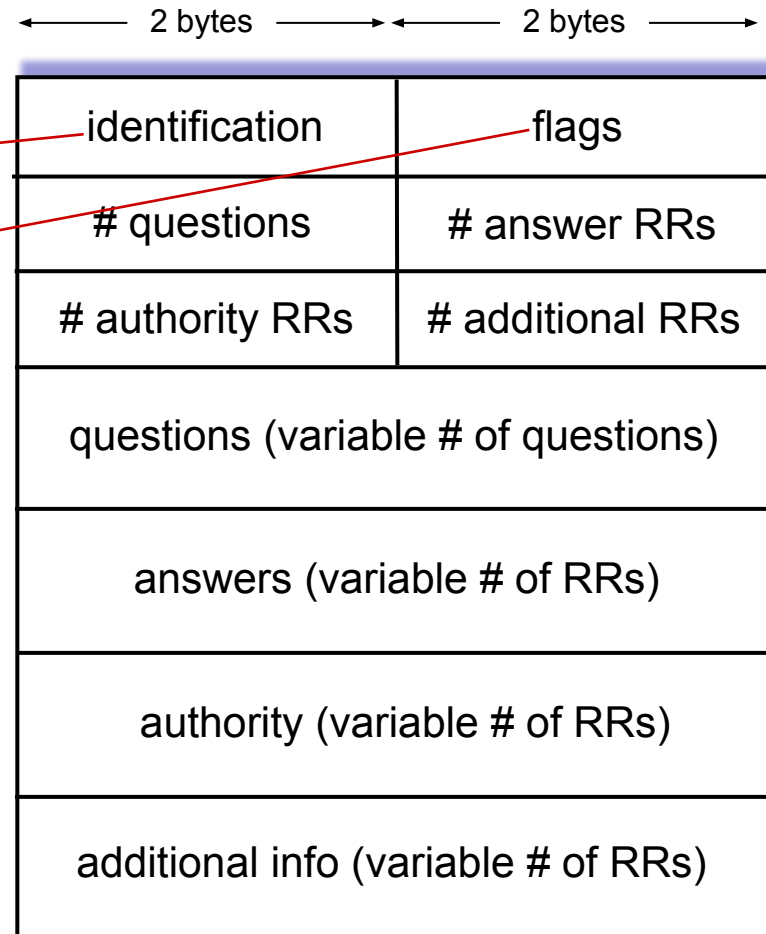 2 bytes 2 bytes
identification flags
# questions # answer RRs
# authority RRs # additional RRs
questions (variable # of questions)
answers (variable # of RRs)
authority (variable # of RRs)
additional info (variable # of RRs)